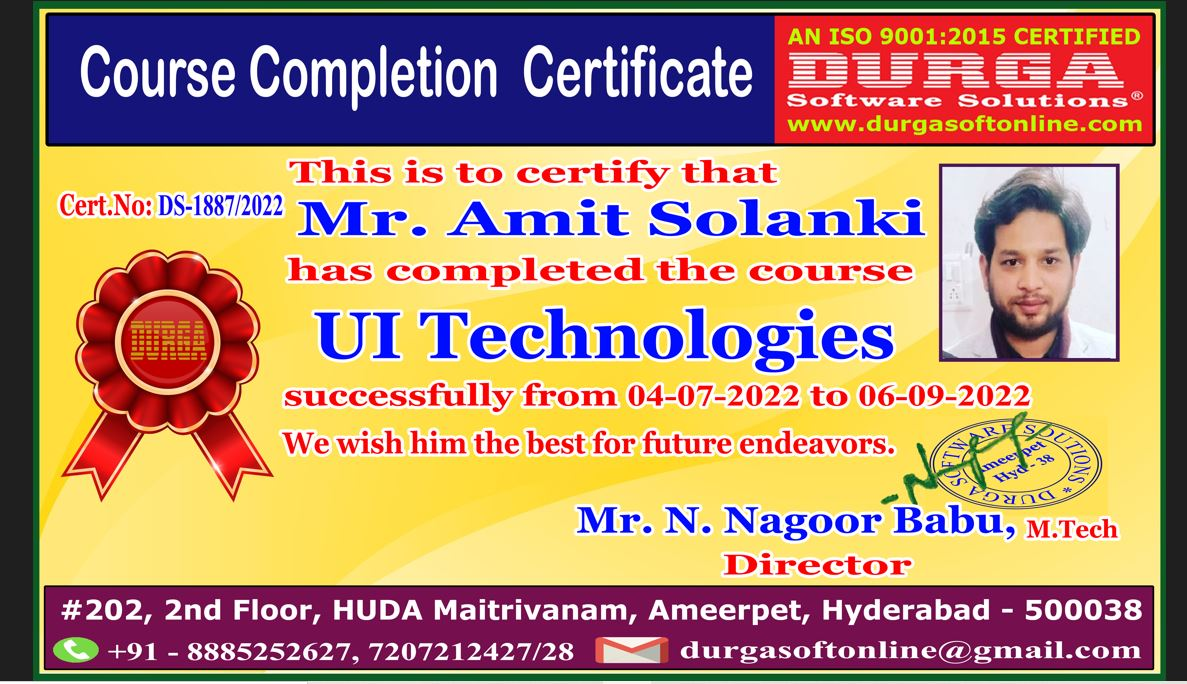 Course Completion Certificate
AN ISO 9001:2015 CERTIFIED
DURGA
Software Solutions®
www.durgasoftonline.com
This is to certify that
Cert.No: DS-1887/2022
Mr. Amit Solanki
has completed the course
DURGA
UI Technologies
successfully from 04-07-2022 to 06-09-2022
We wish him the best for future endeavors.
DURGA SOFTWARE SOLUTIONS *
Ameerpet
Hyd - 38
Mr. N. Nagoor Babu, M.Tech
Director
#202, 2nd Floor, HUDA Maitrivanam, Ameerpet, Hyderabad - 500038
+91 - 8885252627, 7207212427/28 durgasoftonline@gmail.com